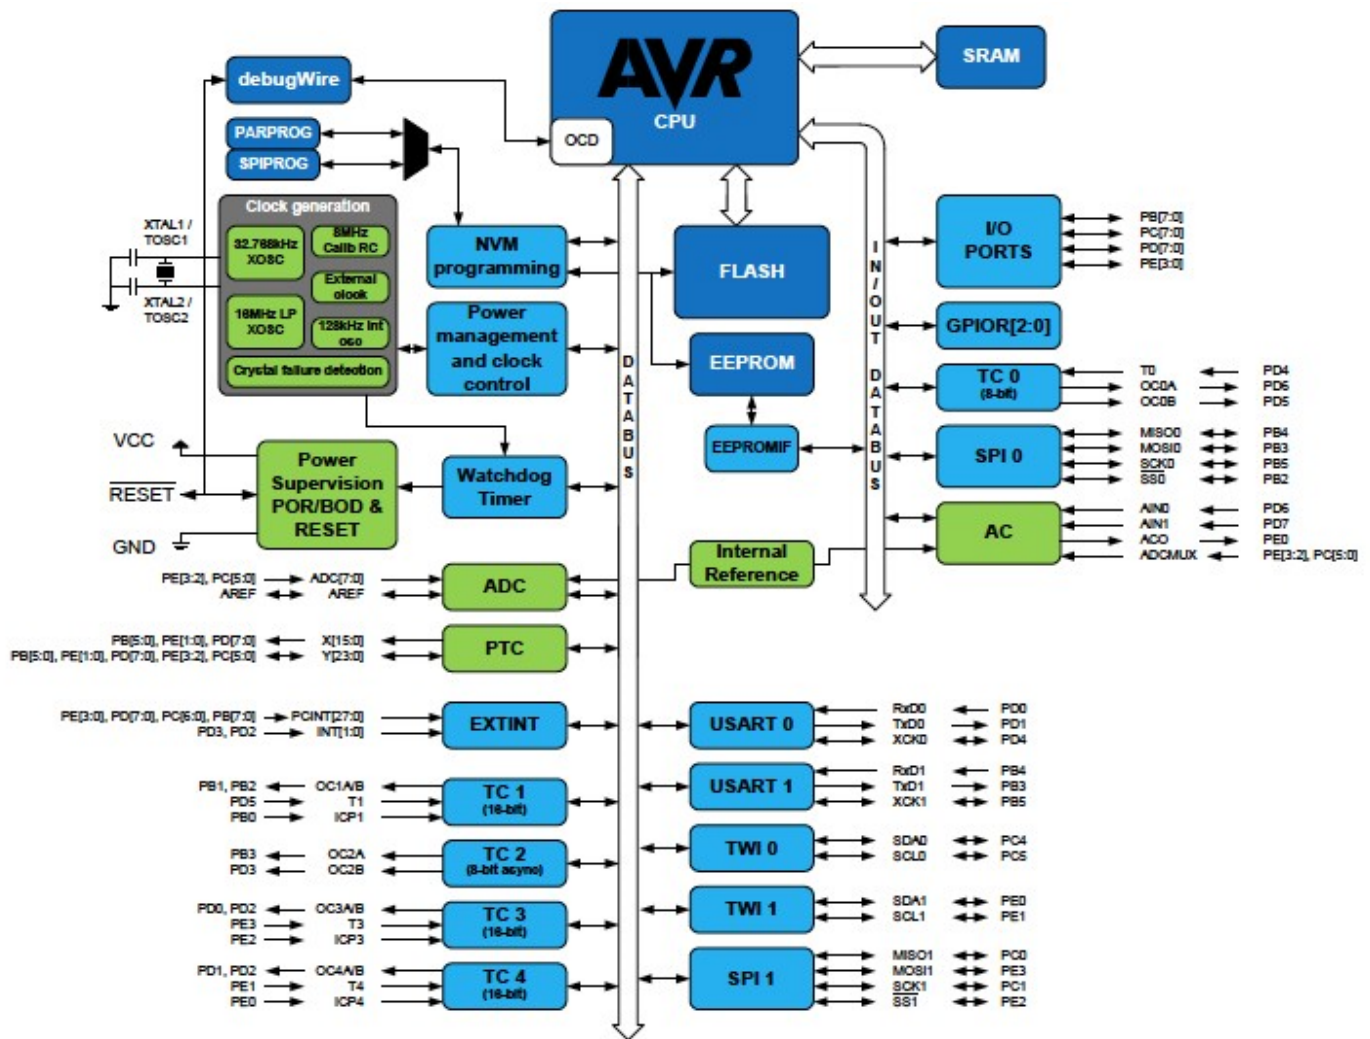 AVR
CPU
OCD
SRAM
debugWire
PARPROG
SPIPROG
Clock generation
XTAL1 /
TOSC1
XTAL2 /
TOSC2
32.768kHz
XOSC
8MHz
Calib RC
External
clock
16MHz LP
XOSC
128kHz int
osc
Crystal failure detection
NVM
programming
Power
management
and clock
control
FLASH
EEPROM
EEPROMIF
DATABUS
IN/OUT DATABUS
I/O
PORTS
PB[7:0]
PC[7:0]
PD[7:0]
PE[3:0]
GPIOR[2:0]
TC 0
(8-bit)
T0 PD4
OC0A PD6
OC0B PD5
SPI 0
MISO0 PB4
MOSI0 PB3
SCK0 PB5
SS0 PB2
AC
AIN0 PD6
AIN1 PD7
ACO PE0
ADCMUX PE[3:2], PC[5:0]
VCC
RESET
GND
Power
Supervision
POR/BOD &
RESET
Watchdog
Timer
Internal
Reference
PE[3:2], PC[5:0] ADC[7:0]
AREF AREF
ADC
PB[5:0], PE[1:0], PD[7:0] X[15:0]
PB[5:0], PE[1:0], PD[7:0], PE[3:2], PC[5:0] Y[23:0]
PTC
PE[3:0], PD[7:0], PC[6:0], PB[7:0] PCINT[27:0]
PD3, PD2 INT[1:0]
EXTINT
PB1, PB2 OC1A/B
PD5 T1
PB0 ICP1
TC 1
(16-bit)
PB3 OC2A
PD3 OC2B
TC 2
(8-bit async)
PD0, PD2 OC3A/B
PE3 T3
PE2 ICP3
TC 3
(16-bit)
PD1, PD2 OC4A/B
PE1 T4
PE0 ICP4
TC 4
(16-bit)
USART 0
RxD0 PD0
TxD0 PD1
XCK0 PD4
USART 1
RxD1 PB4
TxD1 PB3
XCK1 PB5
TWI 0
SDA0 PC4
SCL0 PC5
TWI 1
SDA1 PE0
SCL1 PE1
SPI 1
MISO1 PC0
MOSI1 PE3
SCK1 PC1
SS1 PE2